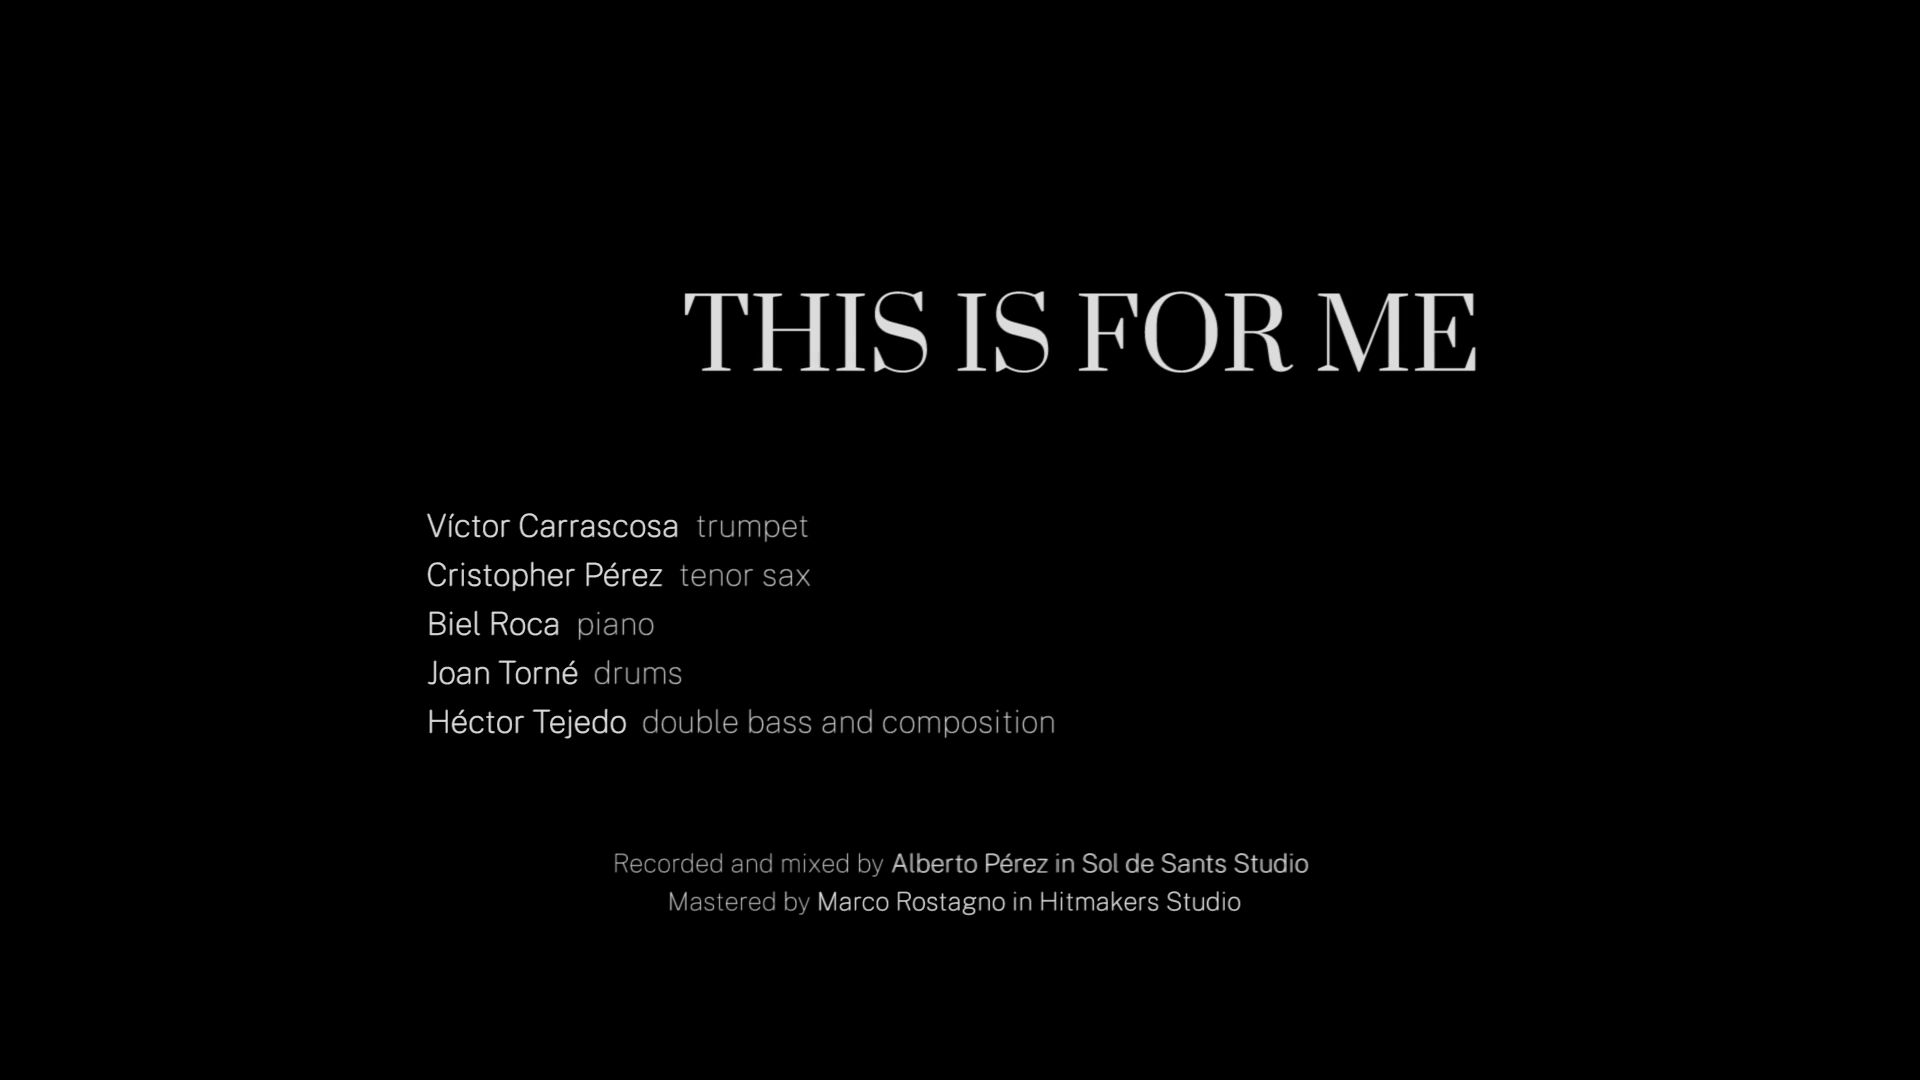 THIS IS FOR ME
Víctor Carrascosa trumpet
Cristopher Pérez tenor sax
Biel Roca piano
Joan Torné drums
Héctor Tejedo double bass and composition
Recorded and mixed by Alberto Pérez in Sol de Sants Studio
Mastered by Marco Rostagno in Hitmakers Studio